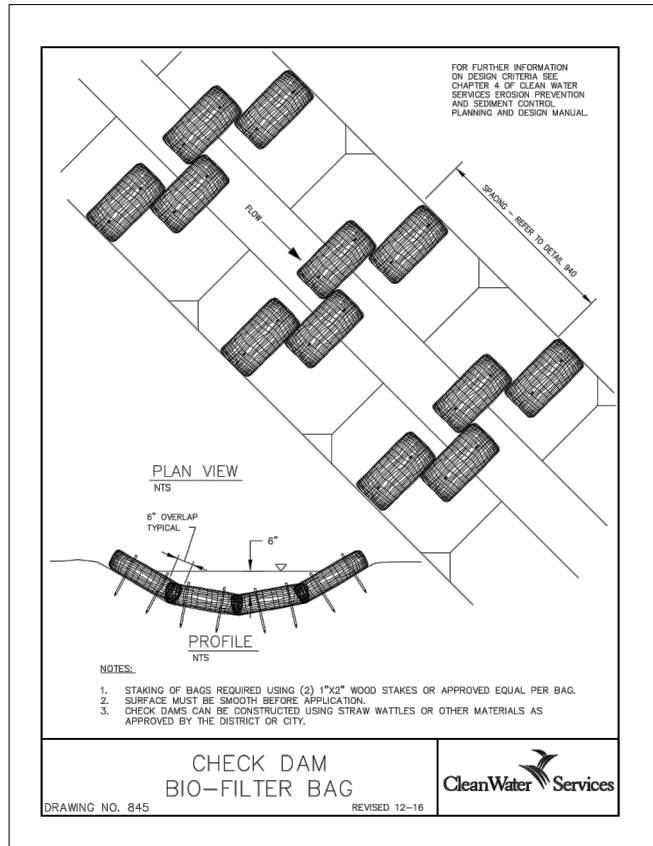 FOR FURTHER INFORMATION
ON DESIGN CRITERIA SEE
CHAPTER 4 OF CLEAN WATER
SERVICES EROSION PREVENTION
AND SEDIMENT CONTROL
PLANNING AND DESIGN MANUAL.
SPACING – REFER TO DETAIL 940
FLOW
PLAN VIEW
NTS
6" OVERLAP
TYPICAL
6"
PROFILE
NTS
NOTES:
1. STAKING OF BAGS REQUIRED USING (2) 1"X2" WOOD STAKES OR APPROVED EQUAL PER BAG.
2. SURFACE MUST BE SMOOTH BEFORE APPLICATION.
3. CHECK DAMS CAN BE CONSTRUCTED USING STRAW WATTLES OR OTHER MATERIALS AS
APPROVED BY THE DISTRICT OR CITY.
CHECK DAM
BIO–FILTER BAG
DRAWING NO. 845
REVISED 12–16
CleanWater Services